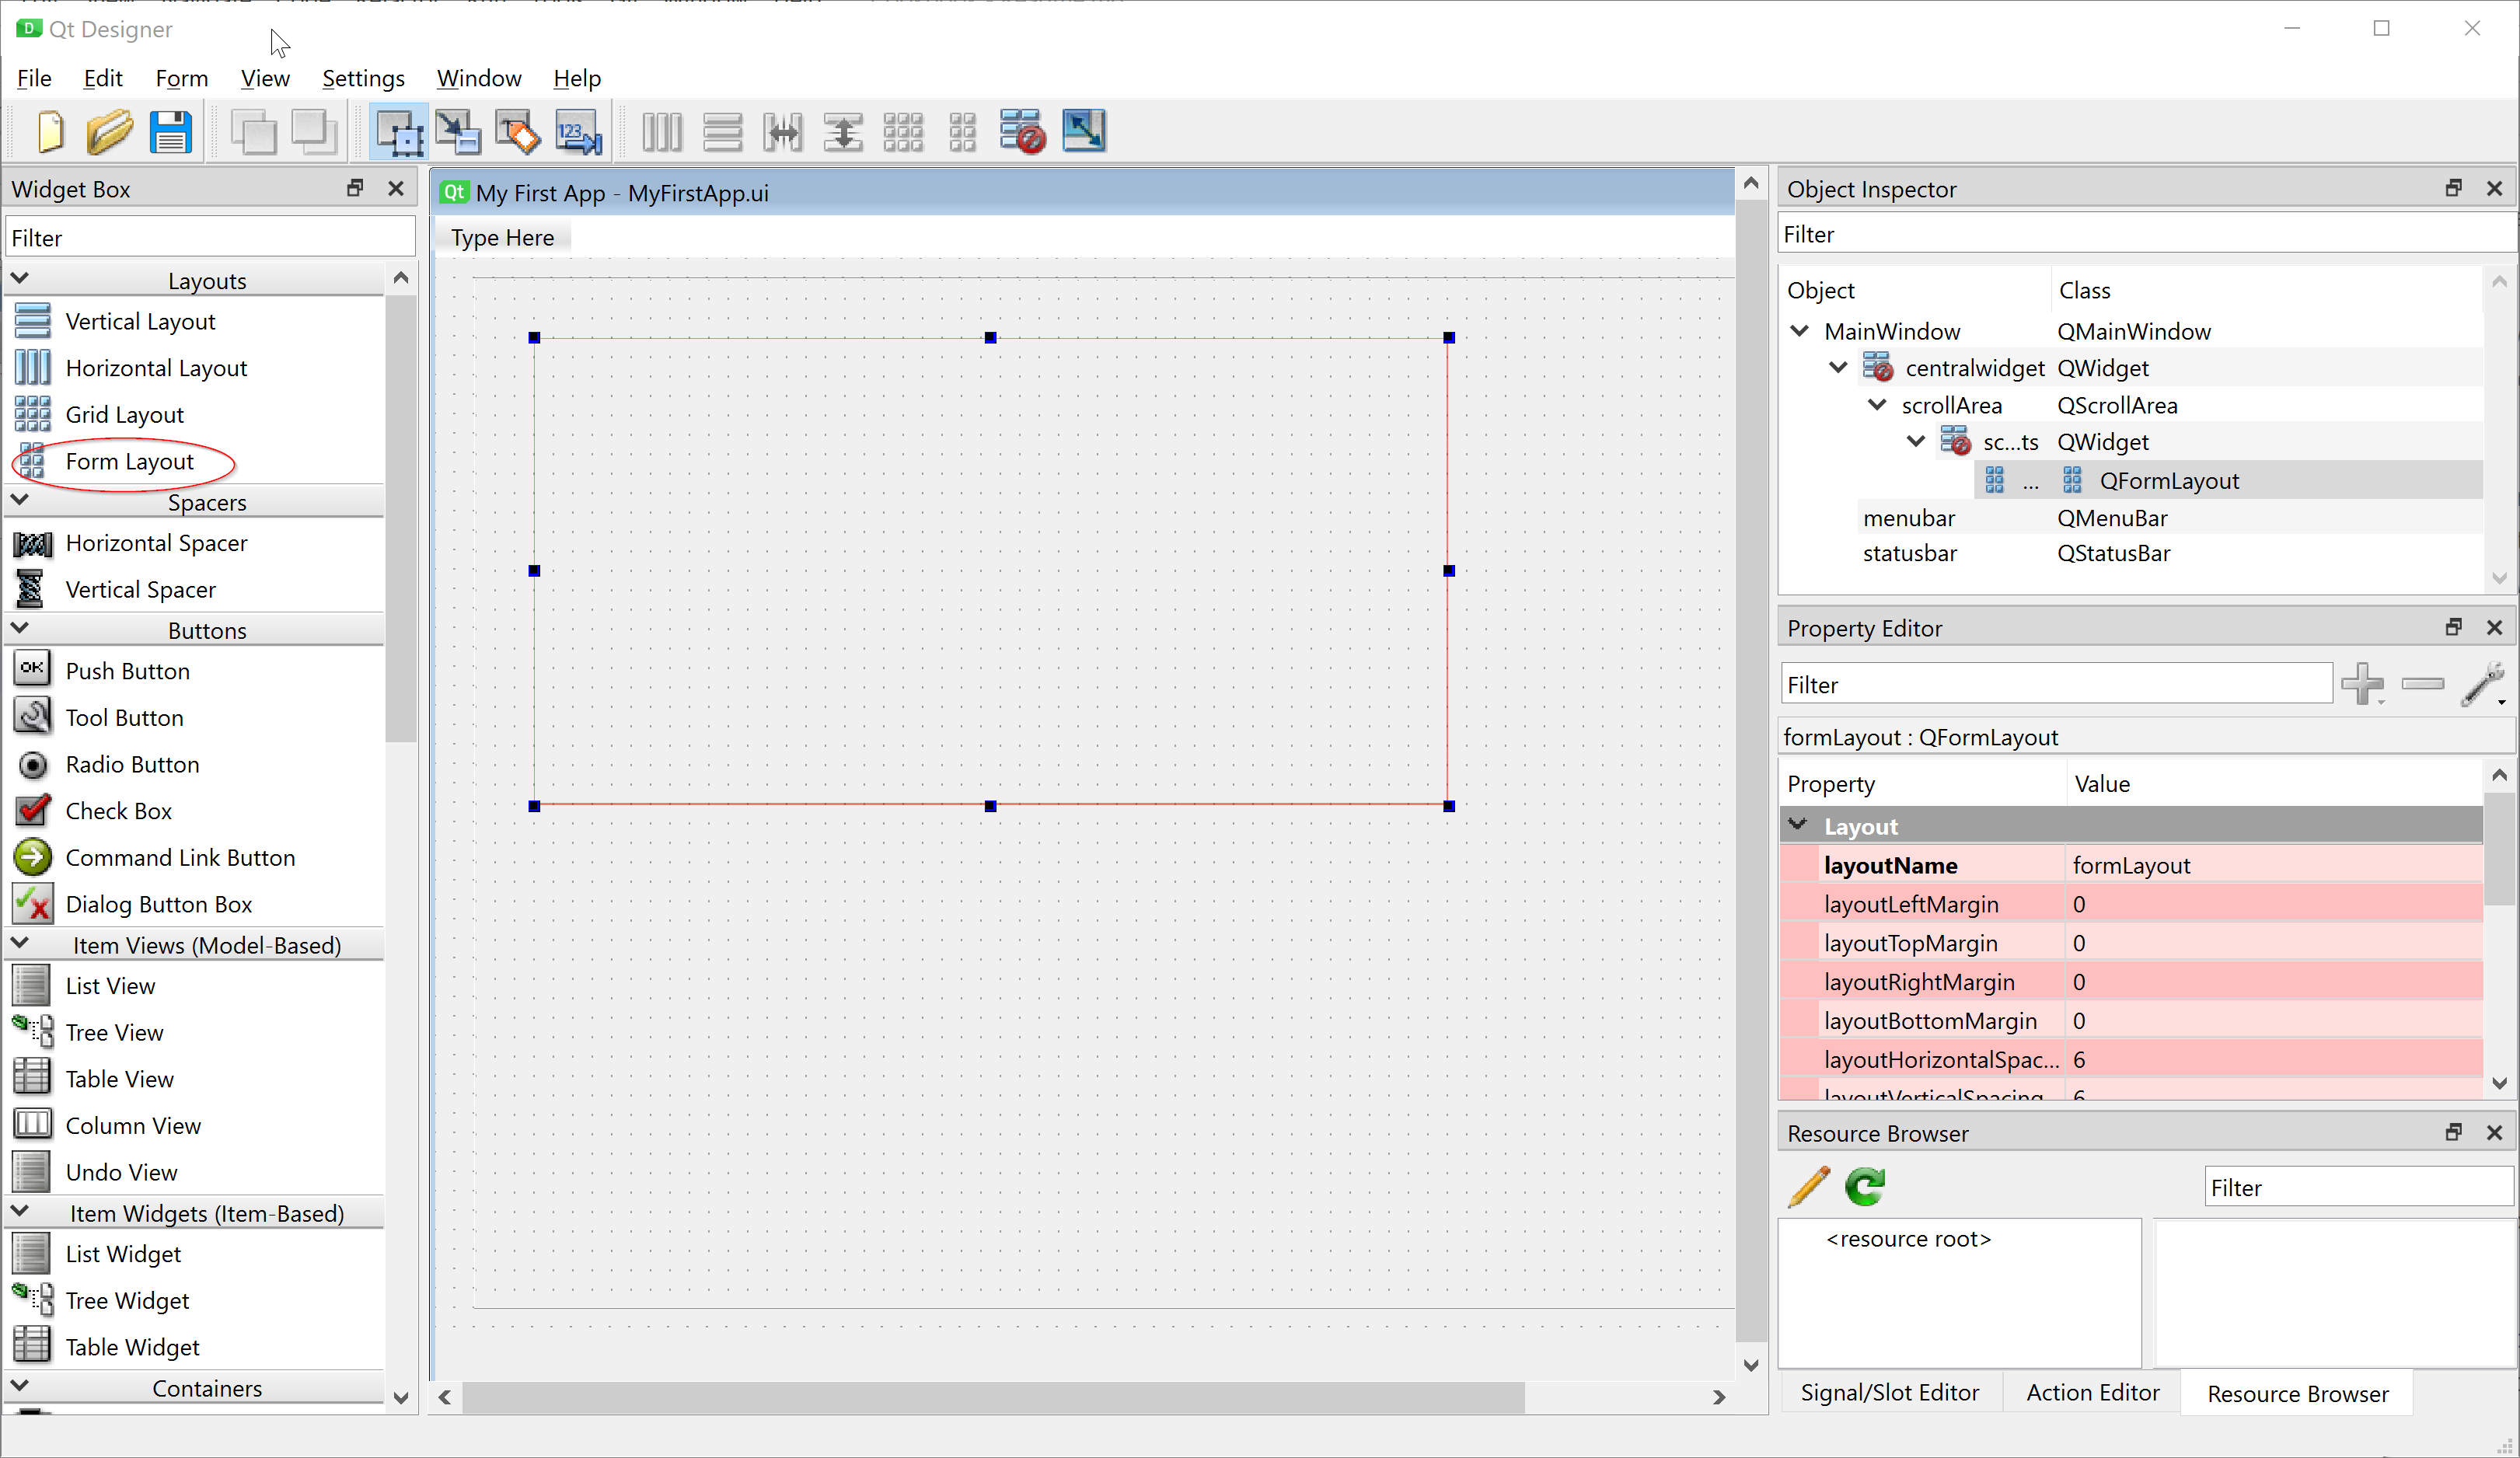 Qt Designer
File Edit Form View Settings Window Help
123
Widget Box
Filter
Layouts
Vertical Layout
Horizontal Layout
Grid Layout
Form Layout
Spacers
Horizontal Spacer
Vertical Spacer
Buttons
OK Push Button
Tool Button
Radio Button
Check Box
Command Link Button
Dialog Button Box
Item Views (Model-Based)
List View
Tree View
Table View
Column View
Undo View
Item Widgets (Item-Based)
List Widget
Tree Widget
Table Widget
Containers
Qt My First App - MyFirstApp.ui
Type Here
Object Inspector
Filter
Object Class
MainWindow QMainWindow
centralwidget QWidget
scrollArea QScrollArea
sc...ts QWidget
... QFormLayout
menubar QMenuBar
statusbar QStatusBar
Property Editor
Filter
formLayout : QFormLayout
Property Value
Layout
layoutName formLayout
layoutLeftMargin 0
layoutTopMargin 0
layoutRightMargin 0
layoutBottomMargin 0
layoutHorizontalSpac... 6
layoutVerticalSpacing 6
Resource Browser
Filter
<resource root>
Signal/Slot Editor Action Editor Resource Browser